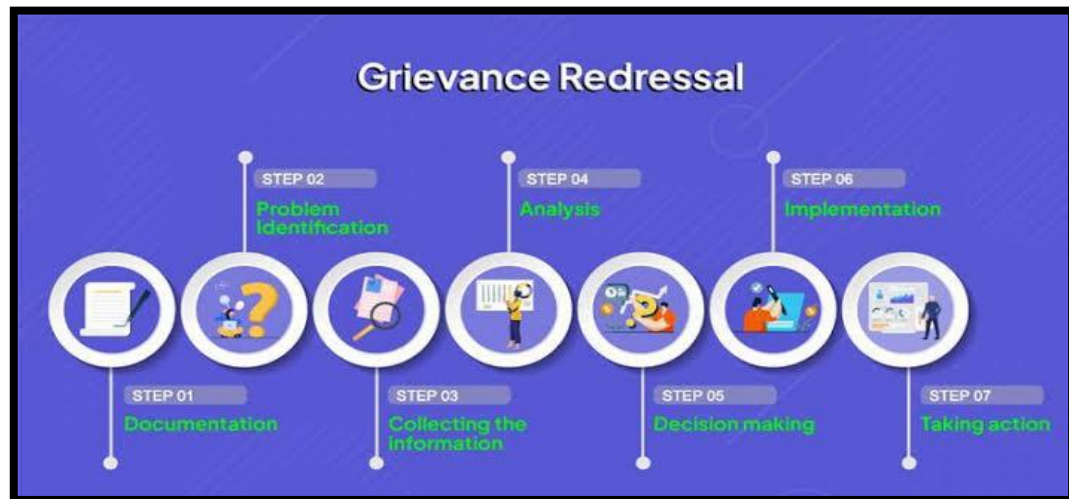 Grievance Redressal
STEP 02
Problem
Identification
STEP 04
Analysis
STEP 06
Implementation
STEP 01
Documentation
STEP 03
Collecting the
information
STEP 05
Decision making
STEP 07
Taking action